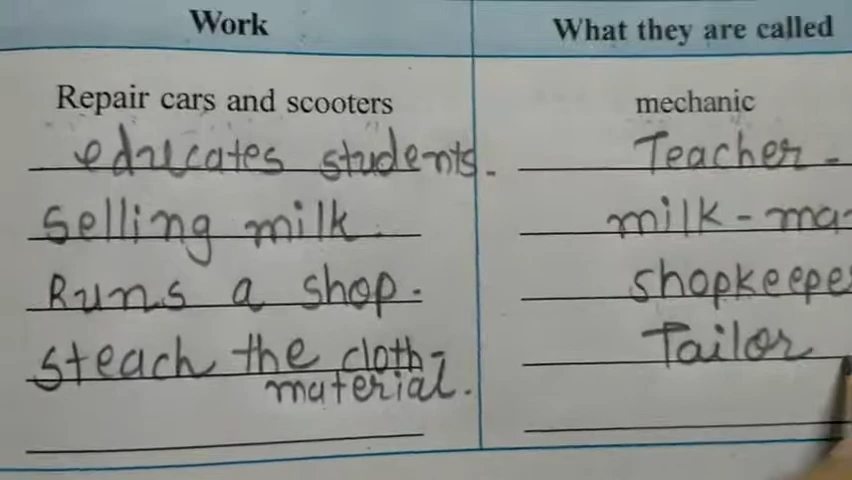 Work What they are called
Repair cars and scooters mechanic
educates students. Teacher -
selling milk. milk - ma
Runs a shop. shopkeepe
steach the cloth- Tailor
material.